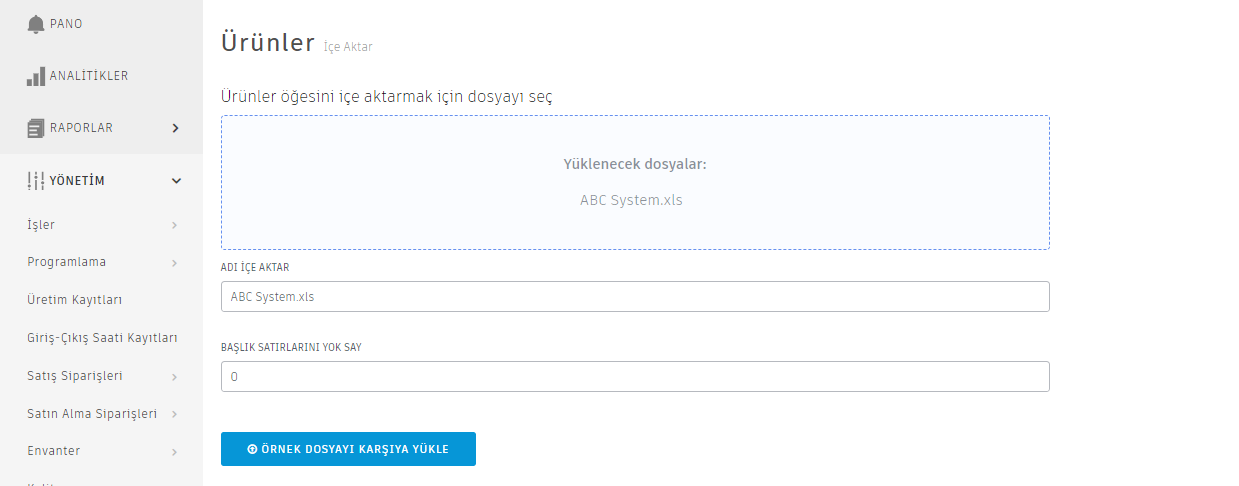 PANO
ANALİTİKLER
RAPORLAR
YÖNETİM
İşler
Programlama
Üretim Kayıtları
Giriş-Çıkış Saati Kayıtları
Satış Siparişleri
Satın Alma Siparişleri
Envanter
Ürünler İçe Aktar
Ürünler öğesini içe aktarmak için dosyayı seç
Yüklenecek dosyalar:
ABC System.xls
ADI İÇE AKTAR
ABC System.xls
BAŞLIK SATIRLARINI YOK SAY
0
ÖRNEK DOSYAYI KARŞIYA YÜKLE